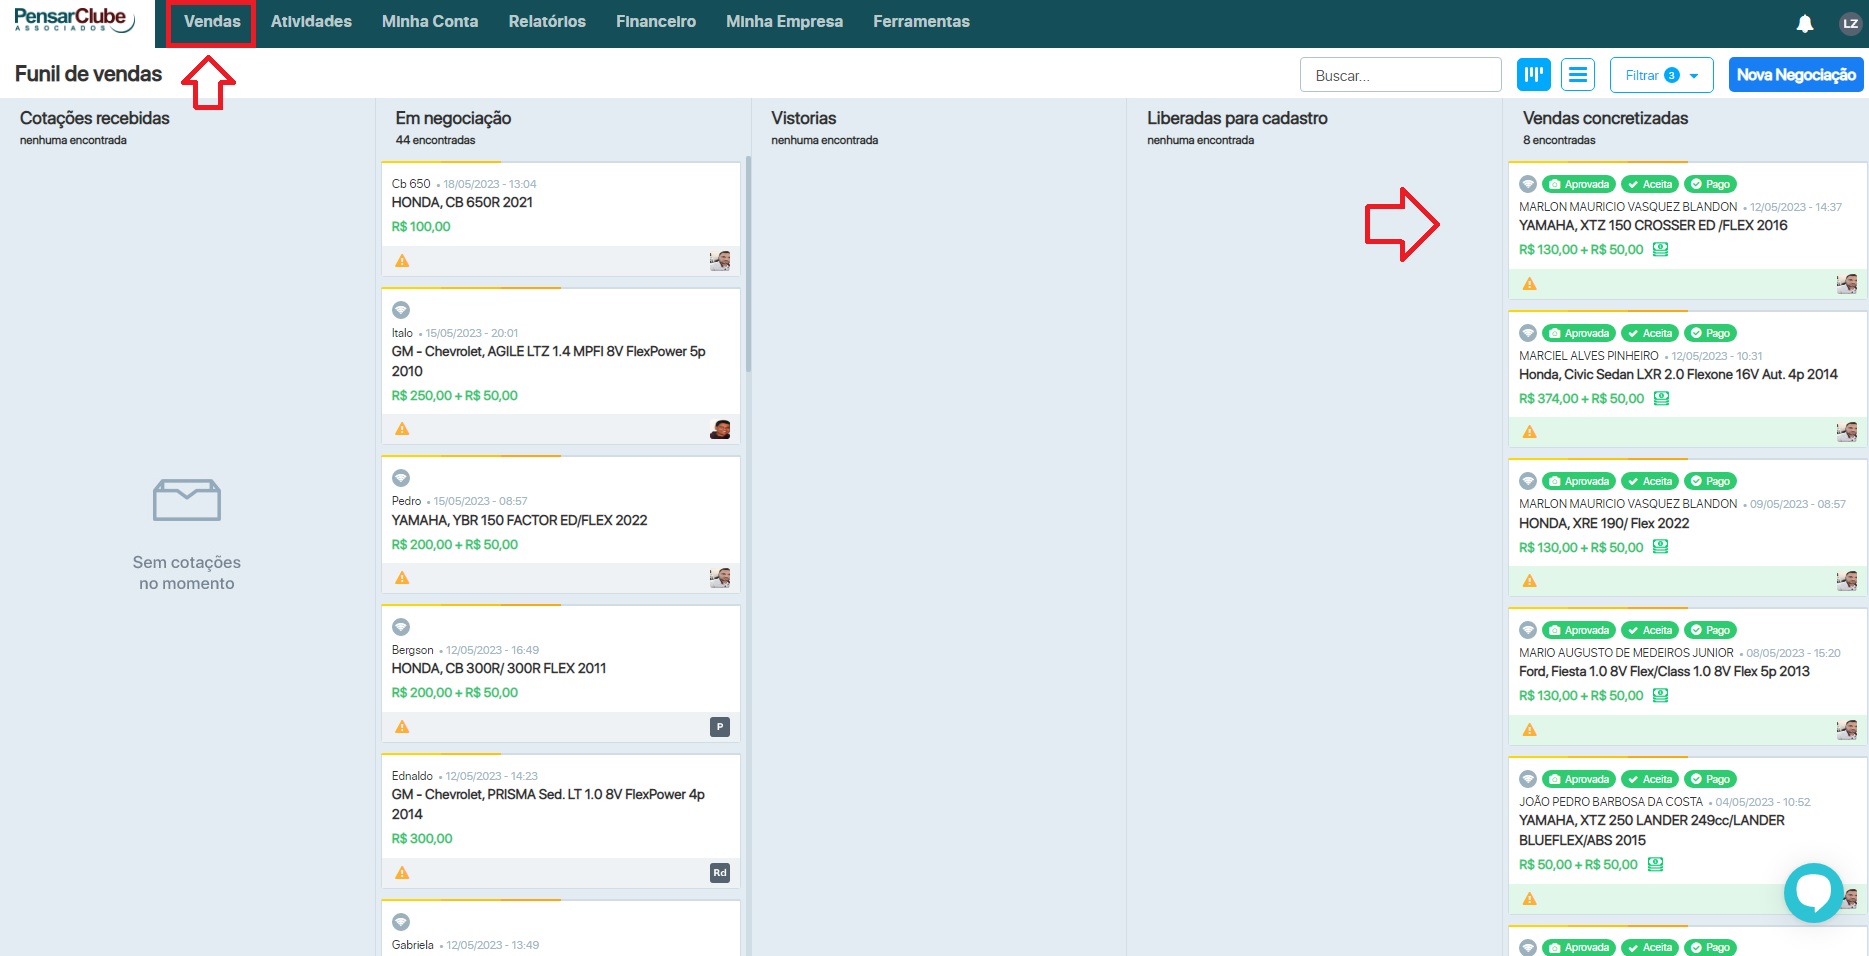 PensarClube
ASSOCIADOS
Vendas
Atividades
Minha Conta
Relatórios
Financeiro
Minha Empresa
Ferramentas
LZ
Funil de vendas
Buscar...
Filtrar 3
Nova Negociação
Cotações recebidas
nenhuma encontrada
Sem cotações
no momento
Em negociação
44 encontradas
Cb 650 • 18/05/2023 - 13:04
HONDA, CB 650R 2021
R$ 100,00
Italo • 15/05/2023 - 20:01
GM - Chevrolet, AGILE LTZ 1.4 MPFI 8V FlexPower 5p
2010
R$ 250,00 + R$ 50,00
Pedro • 15/05/2023 - 08:57
YAMAHA, YBR 150 FACTOR ED/FLEX 2022
R$ 200,00 + R$ 50,00
Bergson • 12/05/2023 - 16:49
HONDA, CB 300R/ 300R FLEX 2011
R$ 200,00 + R$ 50,00
P
Ednaldo • 12/05/2023 - 14:23
GM - Chevrolet, PRISMA Sed. LT 1.0 8V FlexPower 4p
2014
R$ 300,00
Rd
Gabriela • 12/05/2023 - 13:49
Vistorias
nenhuma encontrada
Liberadas para cadastro
nenhuma encontrada
Vendas concretizadas
8 encontradas
Aprovada Aceita Pago
MARLON MAURICIO VASQUEZ BLANDON • 12/05/2023 - 14:37
YAMAHA, XTZ 150 CROSSER ED /FLEX 2016
R$ 130,00 + R$ 50,00
Aprovada Aceita Pago
MARCIEL ALVES PINHEIRO • 12/05/2023 - 10:31
Honda, Civic Sedan LXR 2.0 Flexone 16V Aut. 4p 2014
R$ 374,00 + R$ 50,00
Aprovada Aceita Pago
MARLON MAURICIO VASQUEZ BLANDON • 09/05/2023 - 08:57
HONDA, XRE 190/ Flex 2022
R$ 130,00 + R$ 50,00
Aprovada Aceita Pago
MARIO AUGUSTO DE MEDEIROS JUNIOR • 08/05/2023 - 15:20
Ford, Fiesta 1.0 8V Flex/Class 1.0 8V Flex 5p 2013
R$ 130,00 + R$ 50,00
Aprovada Aceita Pago
JOÃO PEDRO BARBOSA DA COSTA • 04/05/2023 - 10:52
YAMAHA, XTZ 250 LANDER 249cc/LANDER
BLUEFLEX/ABS 2015
R$ 50,00 + R$ 50,00
Aprovada Aceita Pago